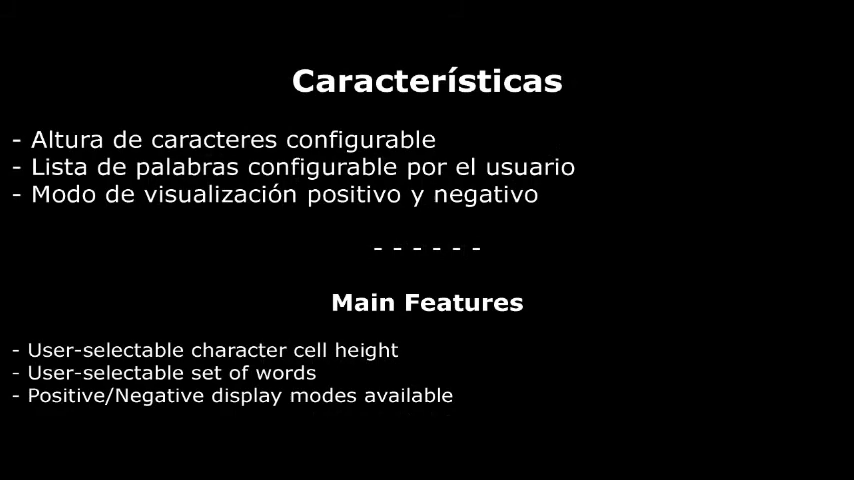 Características
- Altura de caracteres configurable
- Lista de palabras configurable por el usuario
- Modo de visualización positivo y negativo
- - - - - -
Main Features
- User-selectable character cell height
- User-selectable set of words
- Positive/Negative display modes available